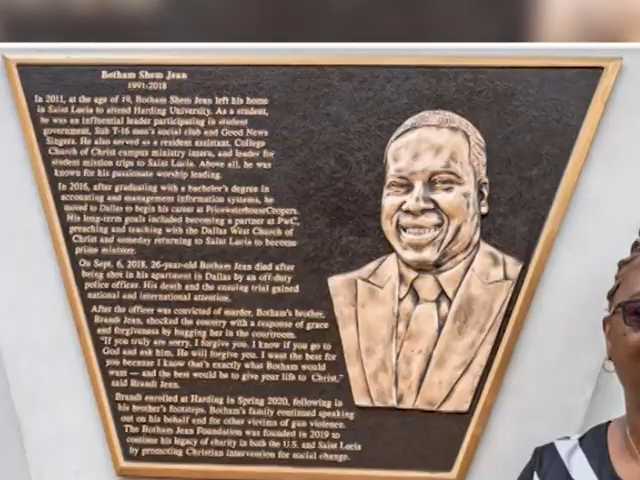 Botham Shem Jean
1991-2018
In 2011, at the age of 19, Botham Shem Jean left his home
in Saint Lucia to attend Harding University. As a student,
he was an influential leader participating in student
government, Sub T-16 men's social club and Good News
Singers. He also served as a resident assistant, College
Church of Christ campus ministry intern, and leader for
student mission trips to Saint Lucia. Above all, he was
known for his passionate worship leading.
In 2016, after graduating with a bachelor's degree in
accounting and management information systems, he
moved to Dallas to begin his career at PricewaterhouseCoopers.
His long-term goals included becoming a partner at PwC,
preaching and teaching with the Dallas West Church of
Christ and someday returning to Saint Lucia to become
prime minister.
On Sept. 6, 2018, 26-year-old Botham Jean died after
being shot in his apartment in Dallas by an off-duty
police officer. His death and the ensuing trial gained
national and international attention.
After the officer was convicted of murder, Botham's brother,
Brandt Jean, shocked the country with a response of grace
and forgiveness by hugging her in the courtroom.
"If you truly are sorry, I forgive you. I know if you go to
God and ask him, He will forgive you. I want the best for
you because I know that's exactly what Botham would
want — and the best would be to give your life to Christ,"
said Brandt Jean.
Brandt enrolled at Harding in Spring 2020, following in
his brother's footsteps. Botham's family continued speaking
out on his behalf and for other victims of gun violence.
The Botham Jean Foundation was founded in 2019 to
continue his legacy of charity in both the U.S. and Saint Lucia
by promoting Christian intervention for social change.